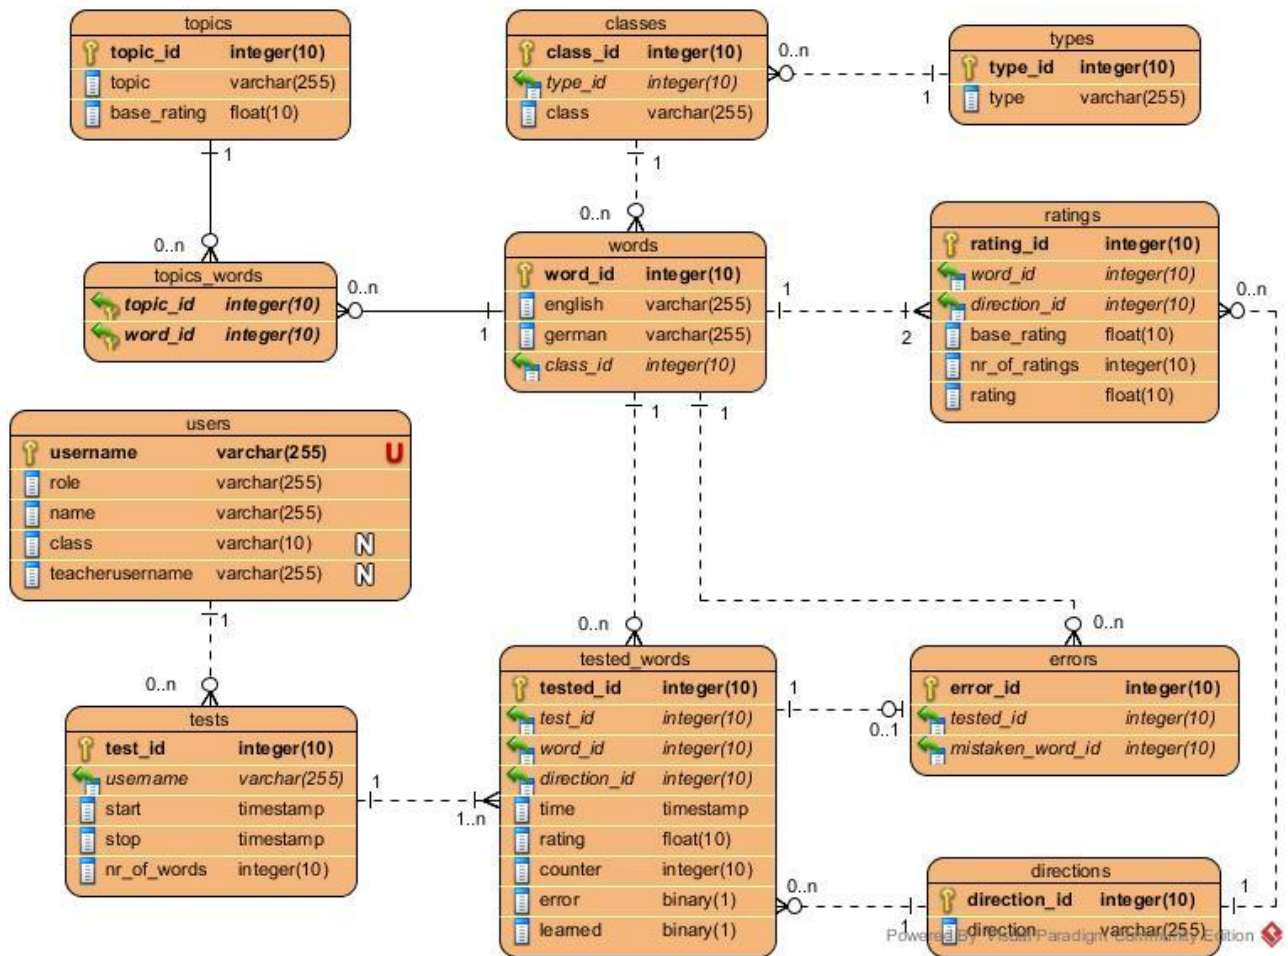 topics
topic_id integer(10)
topic varchar(255)
base_rating float(10)
1
0..n
classes
class_id integer(10)
type_id integer(10)
class varchar(255)
0..n
1
types
type_id integer(10)
type varchar(255)
1
0..n
topics_words
topic_id integer(10)
word_id integer(10)
0..n
1
words
word_id integer(10)
english varchar(255)
german varchar(255)
class_id integer(10)
1
2
ratings
rating_id integer(10)
word_id integer(10)
direction_id integer(10)
base_rating float(10)
nr_of_ratings integer(10)
rating float(10)
0..n
users
username varchar(255) U
role varchar(255)
name varchar(255)
class varchar(10) N
teacherusername varchar(255) N
1
0..n
1
1
0..n
0..n
tests
test_id integer(10)
username varchar(255)
start timestamp
stop timestamp
nr_of_words integer(10)
1
1..n
tested_words
tested_id integer(10)
test_id integer(10)
word_id integer(10)
direction_id integer(10)
time timestamp
rating float(10)
counter integer(10)
error binary(1)
learned binary(1)
1
0..1
errors
error_id integer(10)
tested_id integer(10)
mistaken_word_id integer(10)
0..n
1
directions
direction_id integer(10)
direction varchar(255)
1
Powered By Visual Paradigm Community Edition